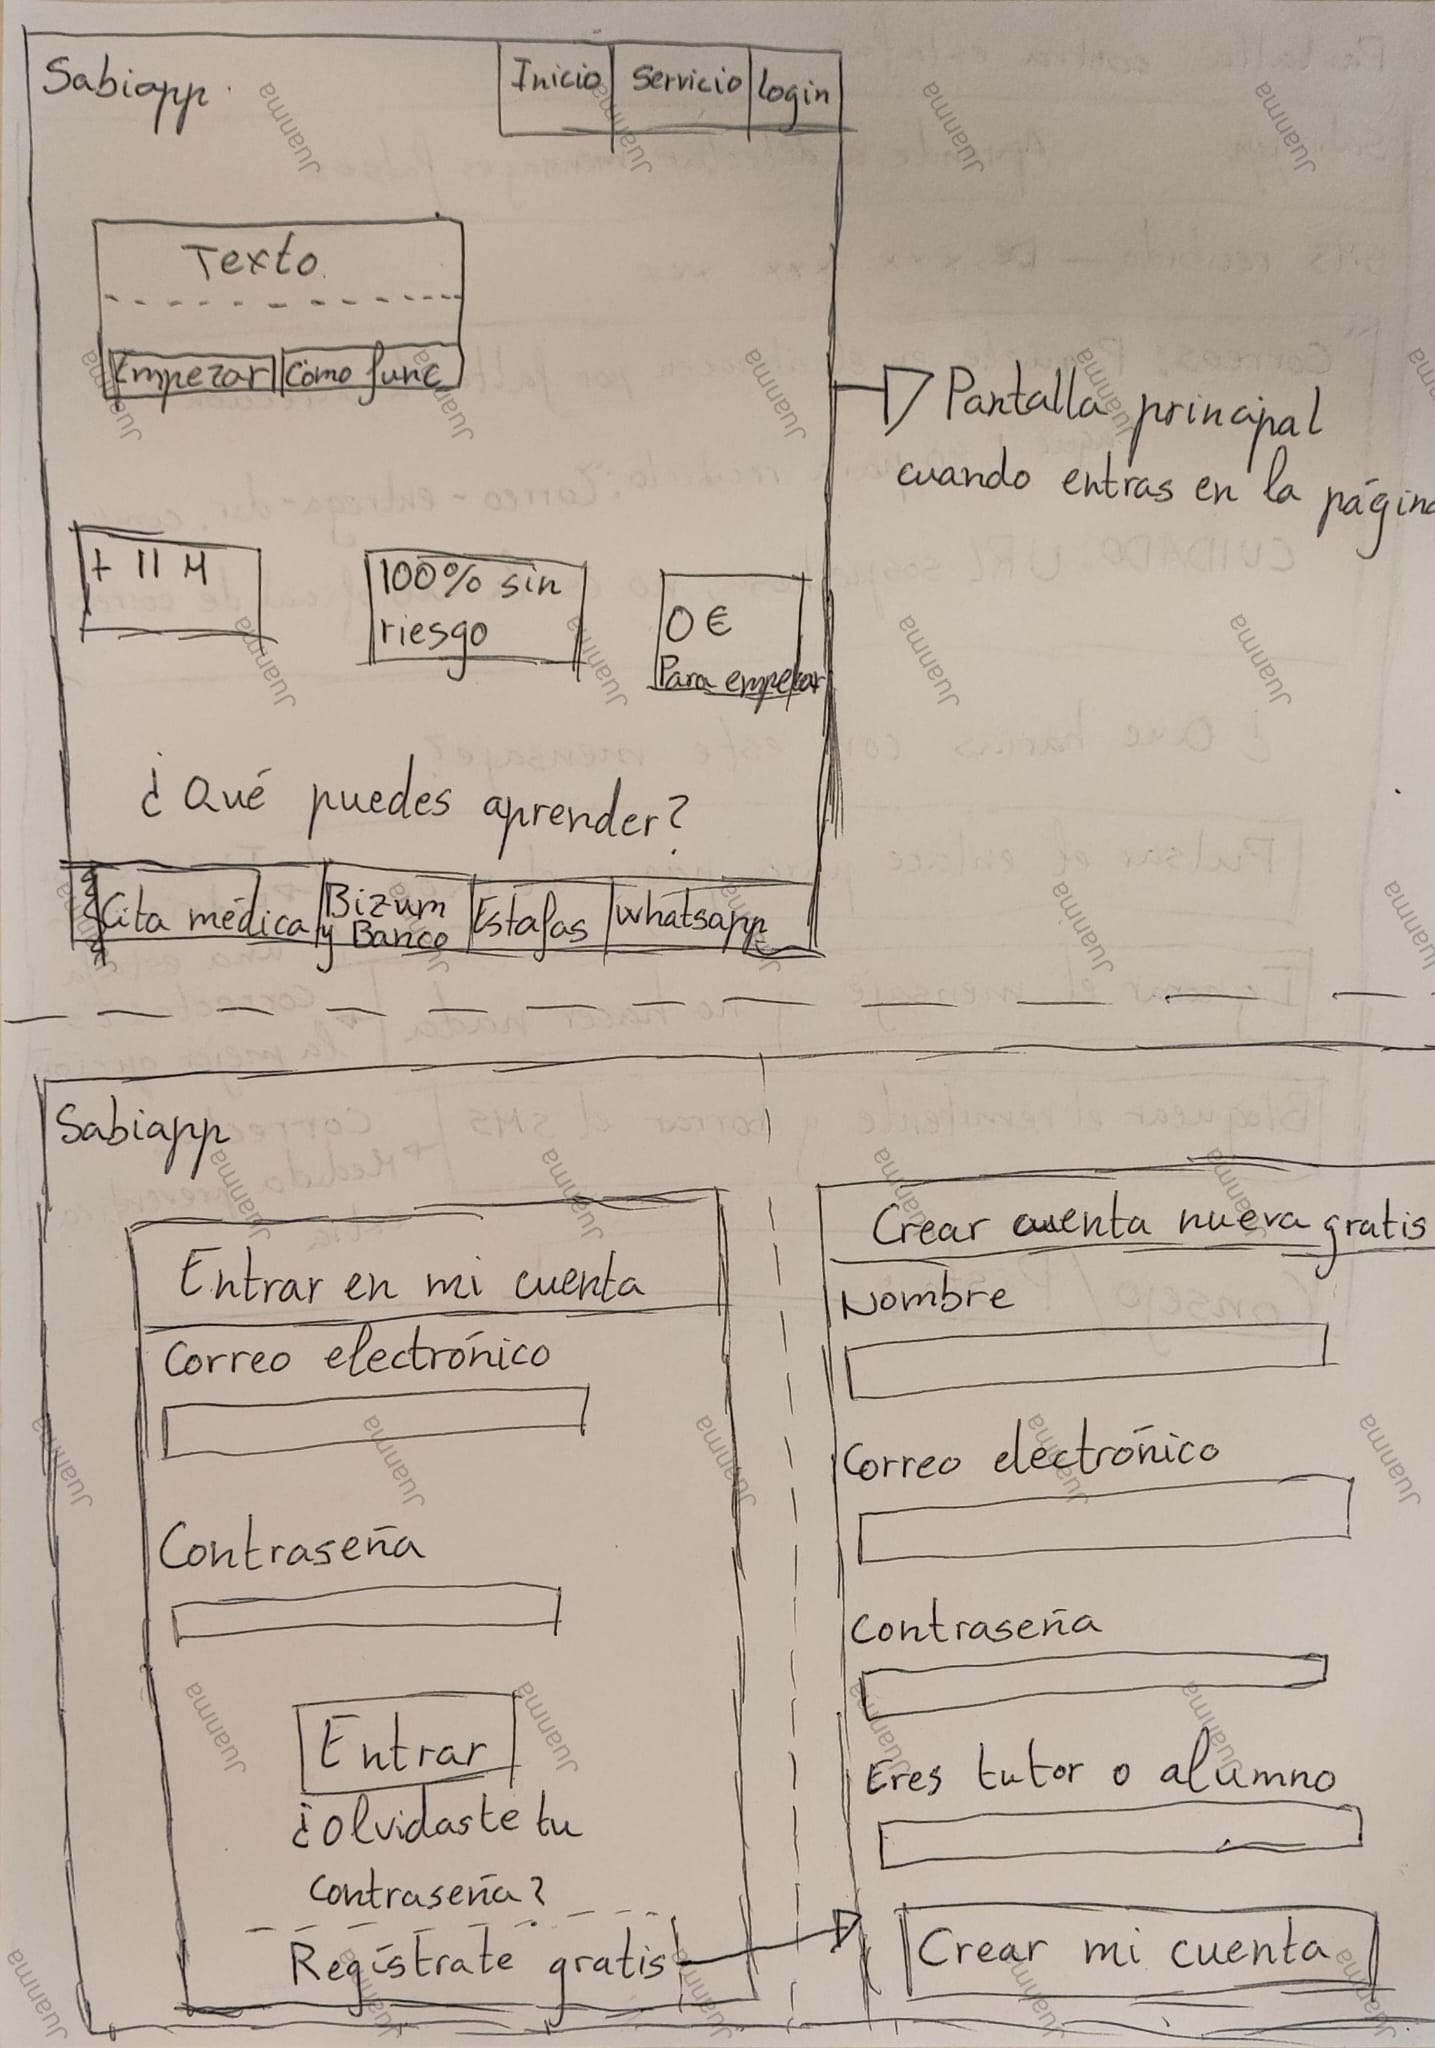 Sabiapp
Inicio
Servicio
login
Texto
Empezar
Como func
+ 11 M
100% sin
riesgo
0 €
Para empezar
Pantalla principal
cuando entras en la página
¿Qué puedes aprender?
Cita médica
Bizum
y Banco
Estafas
Whatsapp
Sabiapp
Entrar en mi cuenta
Correo electrónico
Contraseña
Entrar
¿Olvidaste tu
contraseña?
Regístrate gratis
Crear cuenta nueva gratis
Nombre
Correo electrónico
Contraseña
Eres tutor o alumno
Crear mi cuenta
Juanma